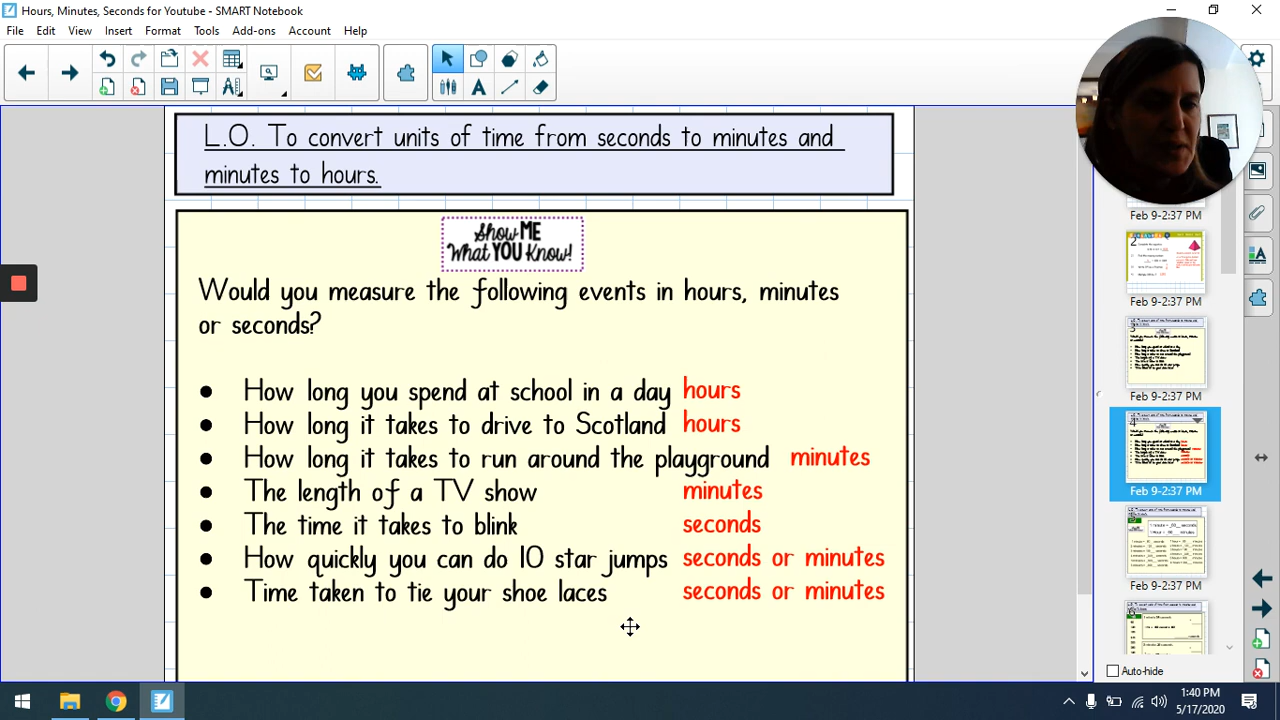 Hours, Minutes, Seconds for Youtube - SMART Notebook
File Edit View Insert Format Tools Add-ons Account Help
L.O. To convert units of time from seconds to minutes and
minutes to hours.
Show ME
What YOU Know!
Would you measure the following events in hours, minutes
or seconds?
• How long you spend at school in a day hours
• How long it takes to drive to Scotland hours
• How long it takes to run around the playground minutes
• The length of a TV show minutes
• The time it takes to blink seconds
• How quickly you can do 10 star jumps seconds or minutes
• Time taken to tie your shoe laces seconds or minutes
Feb 9-2:37 PM
2
Feb 9-2:37 PM
3
Feb 9-2:37 PM
4
Feb 9-2:37 PM
1 minute = _60_ seconds
Feb 9-2:37 PM
Auto-hide
1:40 PM
5/17/2020